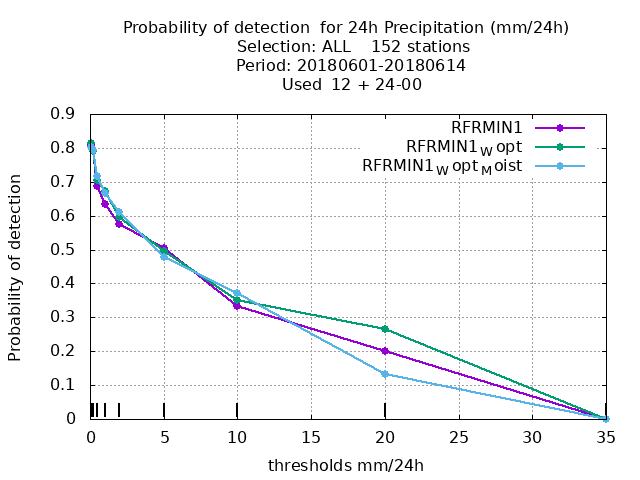 Probability of detection  for 24h Precipitation (mm/24h)
Selection: ALL    152 stations
Period: 20180601-20180614
Used  12 + 24-00
0.9
0.8
0.7
0.6
0.5
0.4
0.3
0.2
0.1
0
Probability of detection
RFRMIN1
RFRMIN1WOpt
RFRMIN1WoptMoist
0 5 10 15 20 25 30 35
thresholds mm/24h